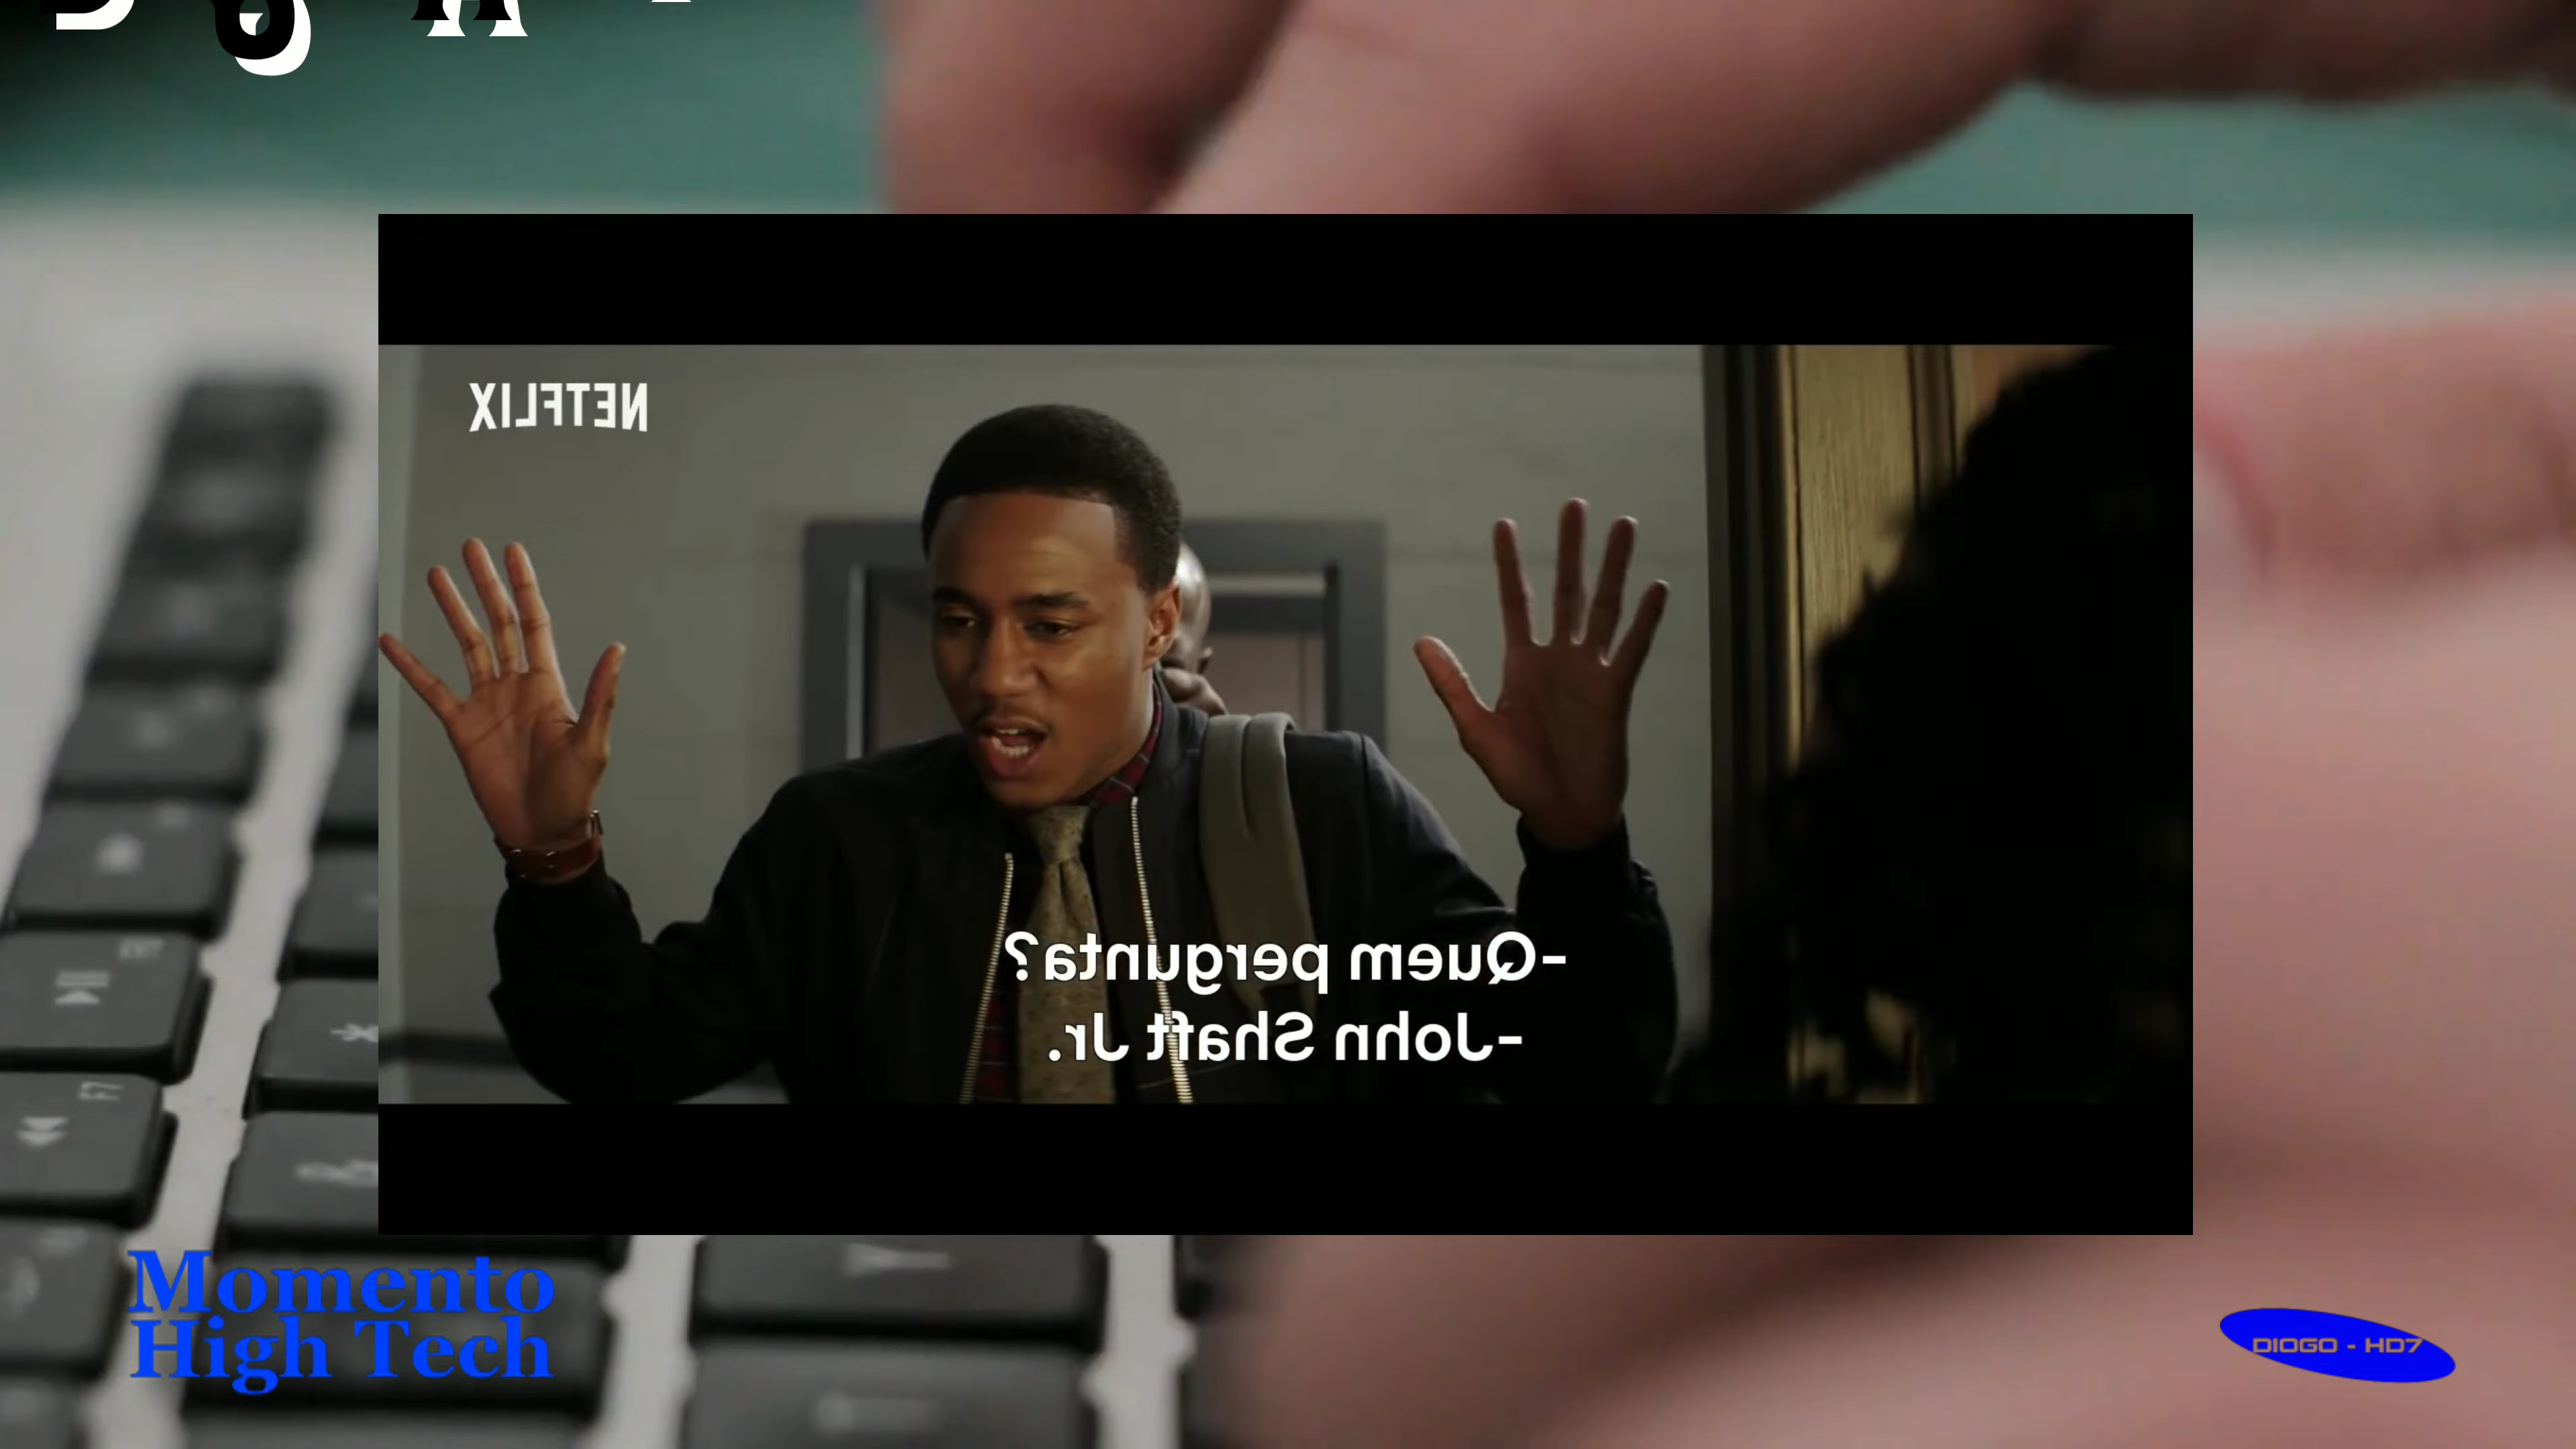 NETFLIX
-Quem pergunta?
-John Shaft Jr.
Momento
High Tech
DIOGO - HD7